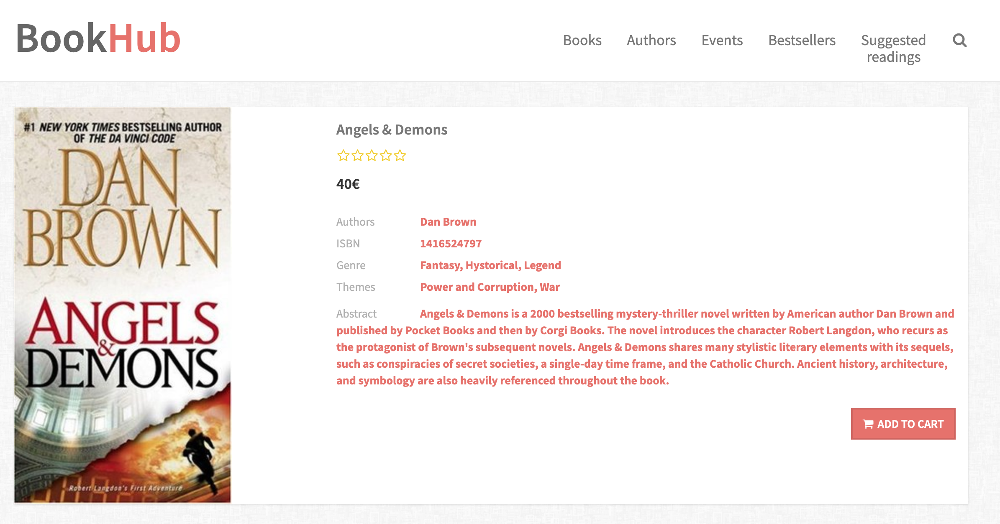 BookHub
Books Authors Events Bestsellers Suggested
readings
#1 NEW YORK TIMES BESTSELLING AUTHOR
OF THE DA VINCI CODE
DAN
BROWN
ANGELS
&
DEMONS
Robert Langdon's First Adventure
Angels & Demons
40€
Authors Dan Brown
ISBN 1416524797
Genre Fantasy, Hystorical, Legend
Themes Power and Corruption, War
Abstract Angels & Demons is a 2000 bestselling mystery-thriller novel written by American author Dan Brown and
published by Pocket Books and then by Corgi Books. The novel introduces the character Robert Langdon, who recurs as
the protagonist of Brown's subsequent novels. Angels & Demons shares many stylistic literary elements with its sequels,
such as conspiracies of secret societies, a single-day time frame, and the Catholic Church. Ancient history, architecture,
and symbology are also heavily referenced throughout the book.
ADD TO CART